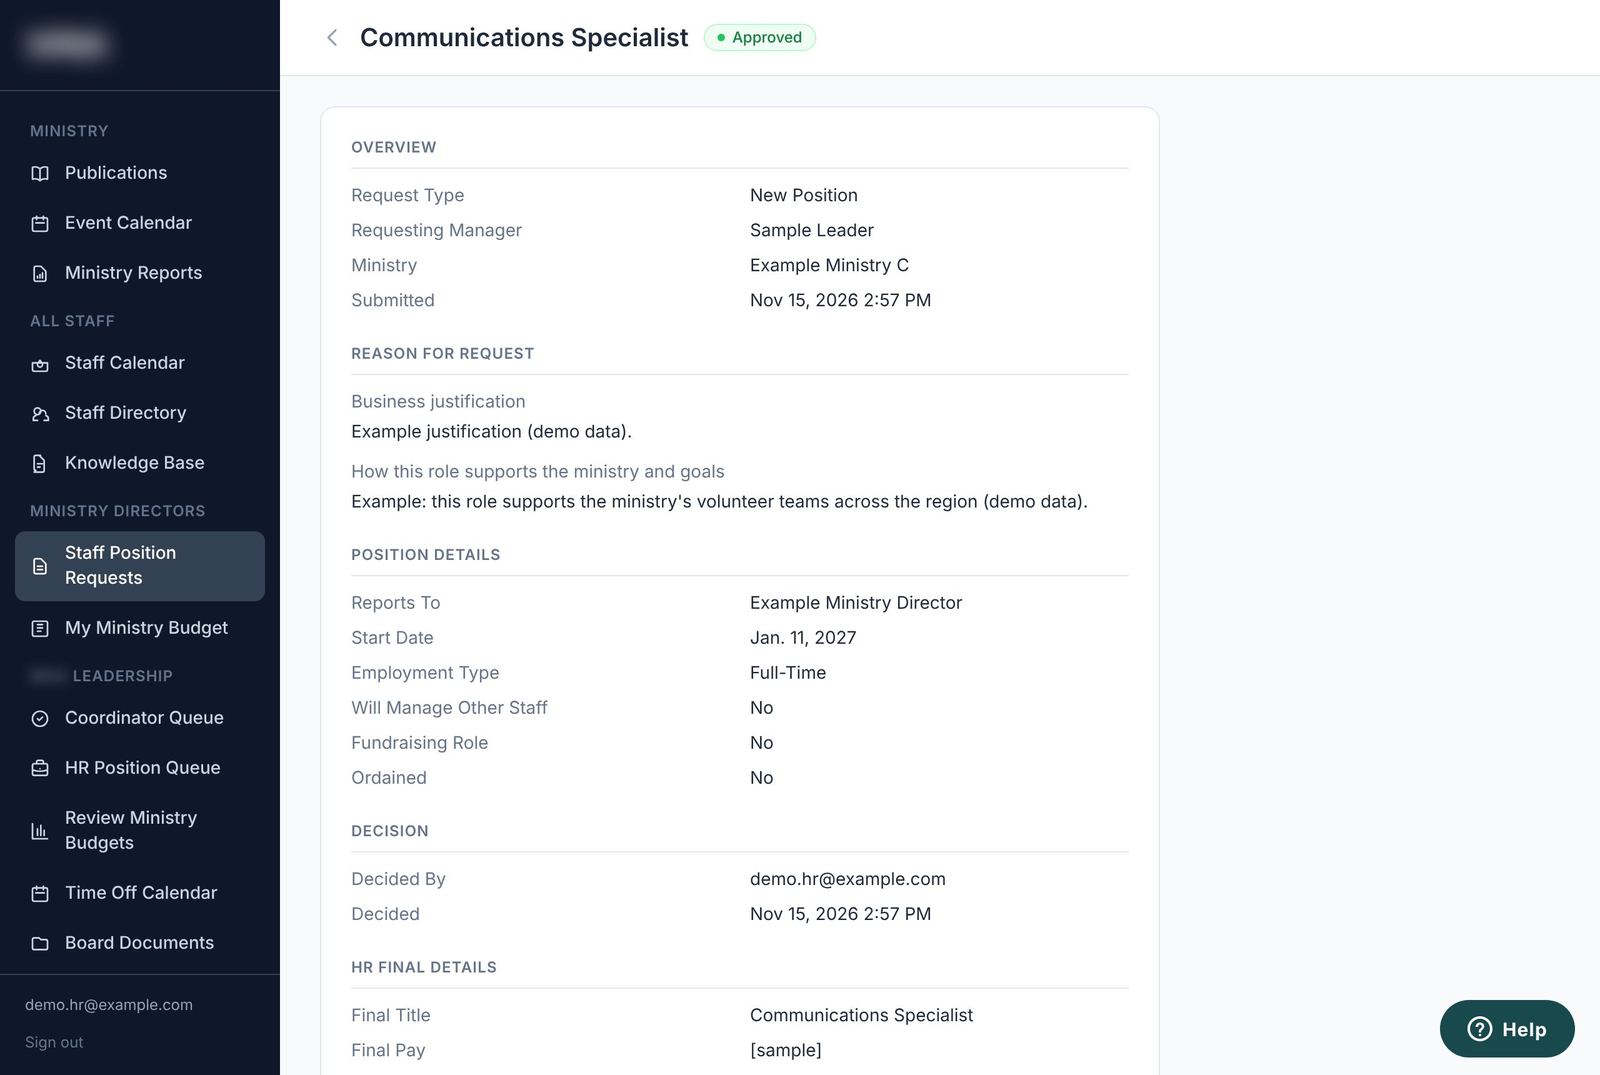 MINISTRY
Publications
Event Calendar
Ministry Reports
ALL STAFF
Staff Calendar
Staff Directory
Knowledge Base
MINISTRY DIRECTORS
Staff Position
Requests
My Ministry Budget
LEADERSHIP
Coordinator Queue
HR Position Queue
Review Ministry
Budgets
Time Off Calendar
Board Documents
demo.hr@example.com
Sign out
Communications Specialist Approved
OVERVIEW
Request Type New Position
Requesting Manager Sample Leader
Ministry Example Ministry C
Submitted Nov 15, 2026 2:57 PM
REASON FOR REQUEST
Business justification
Example justification (demo data).
How this role supports the ministry and goals
Example: this role supports the ministry's volunteer teams across the region (demo data).
POSITION DETAILS
Reports To Example Ministry Director
Start Date Jan. 11, 2027
Employment Type Full-Time
Will Manage Other Staff No
Fundraising Role No
Ordained No
DECISION
Decided By demo.hr@example.com
Decided Nov 15, 2026 2:57 PM
HR FINAL DETAILS
Final Title Communications Specialist
Final Pay [sample]
Help